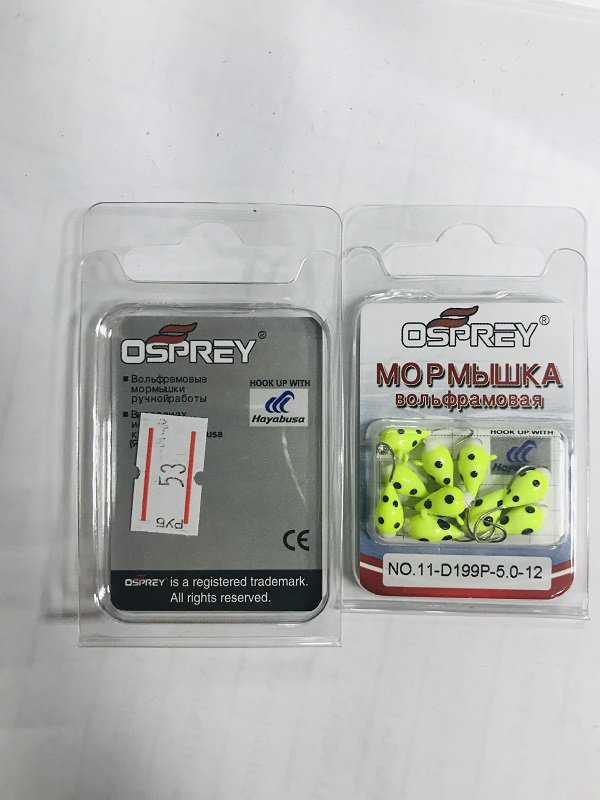 OSPREY®
Вольфрамовые
мормышки
ручнойработы
HOOK UP WITH
Hayabusa
53
РУБ
CE
OSPREY is a registered trademark.
All rights reserved.
OSPREY®
МОРМЫШКА
вольфрамовая
HOOK UP WITH
NO.11-D199P-5.0-12